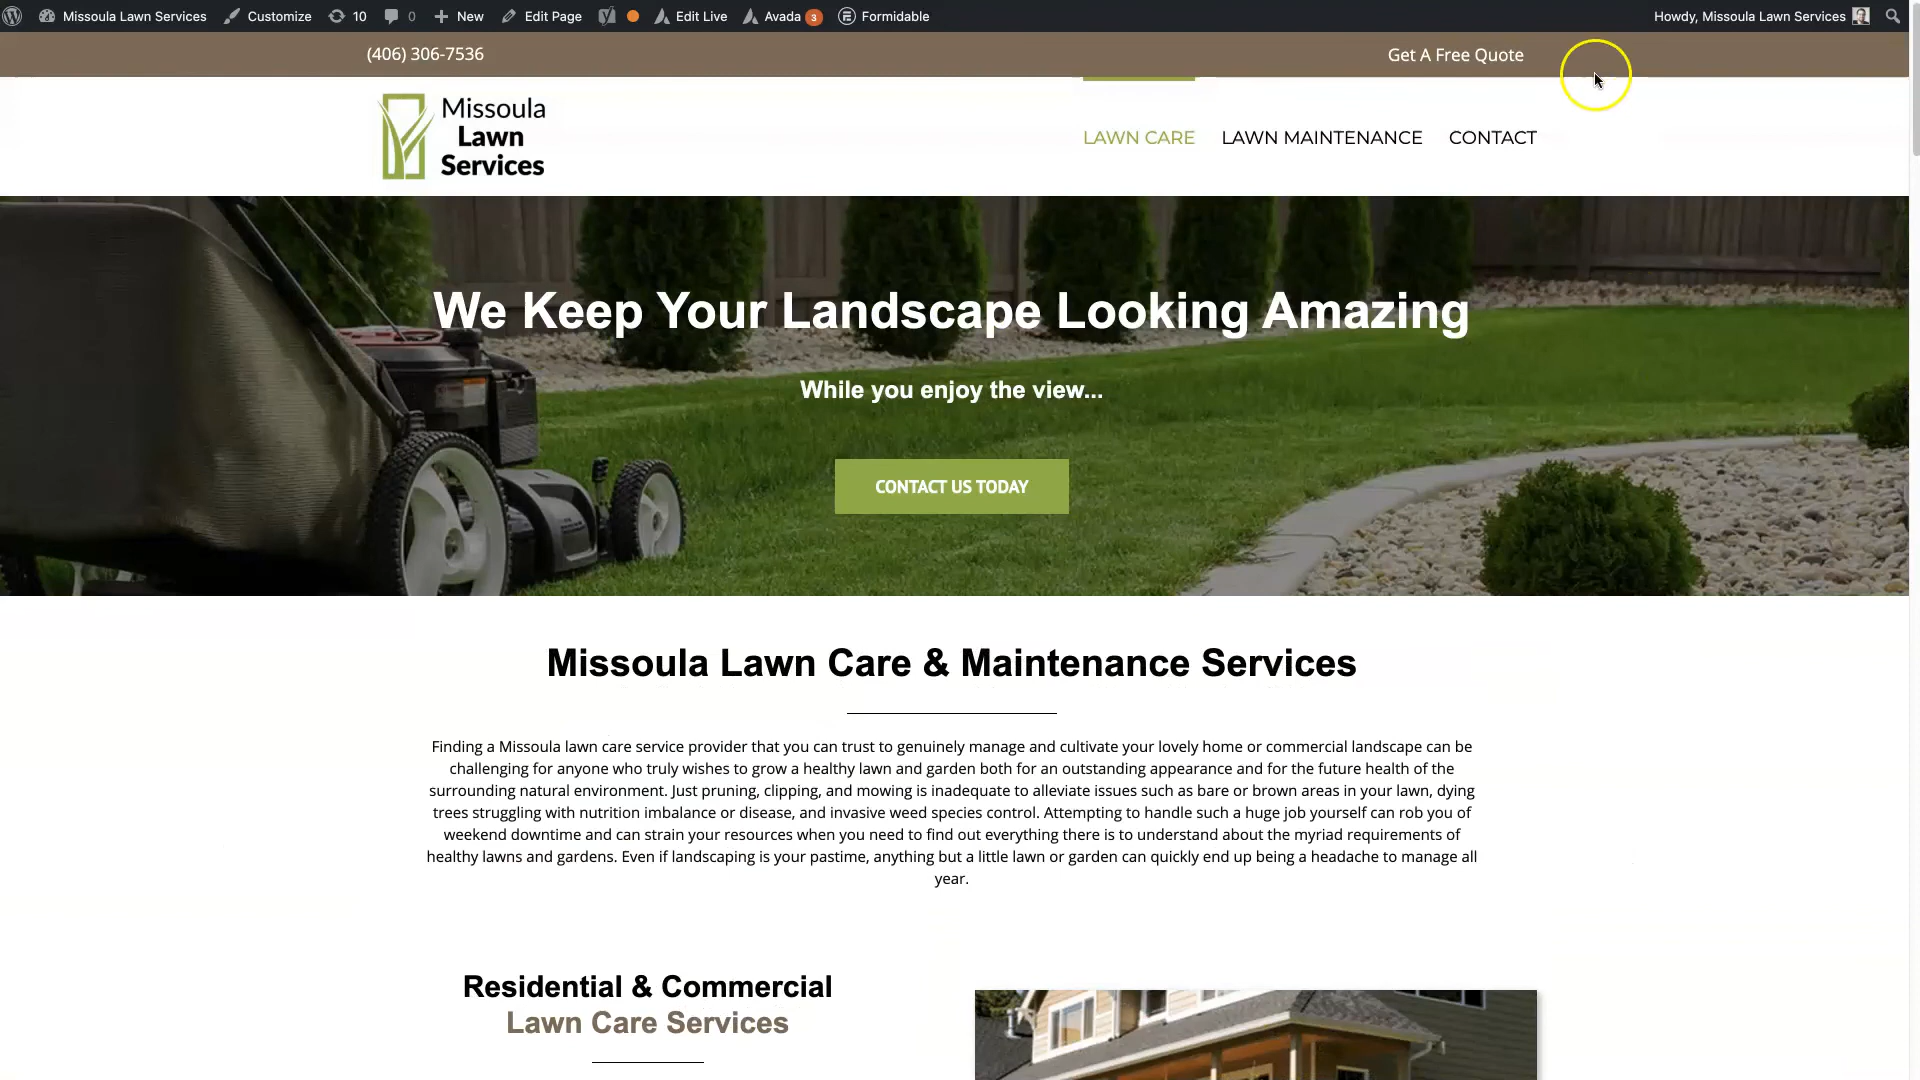 Missoula Lawn Services Customize 10 0 New Edit Page Edit Live Avada 3 Formidable Howdy, Missoula Lawn Services
(406) 306-7536 Get A Free Quote
Missoula
Lawn
Services
LAWN CARE LAWN MAINTENANCE CONTACT
We Keep Your Landscape Looking Amazing
While you enjoy the view...
CONTACT US TODAY
Missoula Lawn Care & Maintenance Services
Finding a Missoula lawn care service provider that you can trust to genuinely manage and cultivate your lovely home or commercial landscape can be
challenging for anyone who truly wishes to grow a healthy lawn and garden both for an outstanding appearance and for the future health of the
surrounding natural environment. Just pruning, clipping, and mowing is inadequate to alleviate issues such as bare or brown areas in your lawn, dying
trees struggling with nutrition imbalance or disease, and invasive weed species control. Attempting to handle such a huge job yourself can rob you of
weekend downtime and can strain your resources when you need to find out everything there is to understand about the myriad requirements of
healthy lawns and gardens. Even if landscaping is your pastime, anything but a little lawn or garden can quickly end up being a headache to manage all
year.
Residential & Commercial
Lawn Care Services